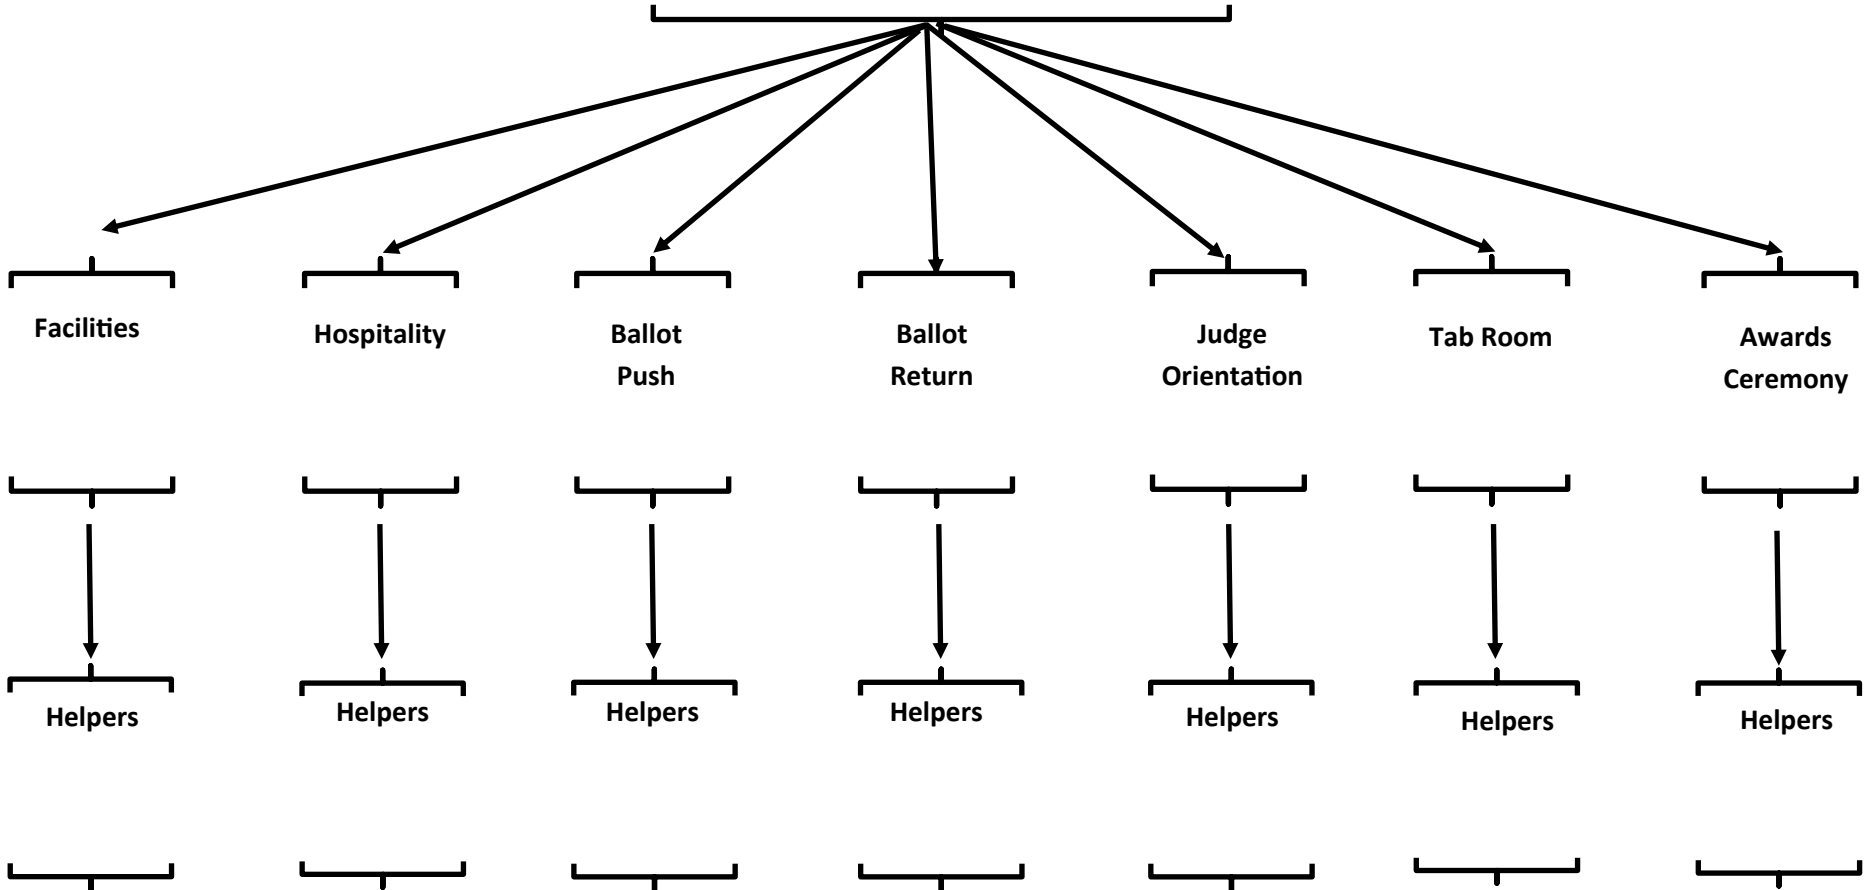 Facilities
Hospitality
Ballot
Push
Ballot
Return
Judge
Orientation
Tab Room
Awards
Ceremony
Helpers
Helpers
Helpers
Helpers
Helpers
Helpers
Helpers